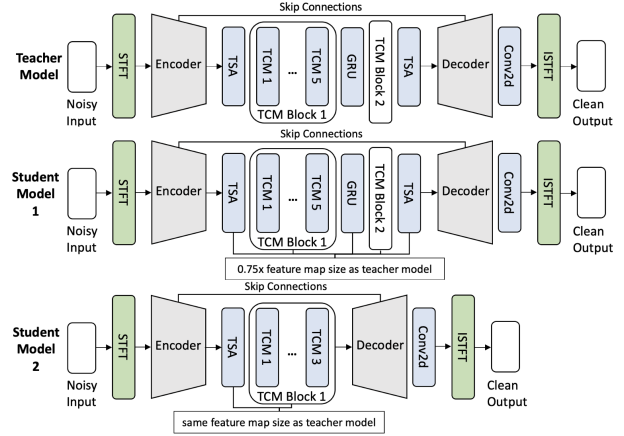 Skip Connections
Teacher
Model
Noisy
Input
STFT
Encoder
TSA
TCM 1
...
TCM 5
TCM Block 1
GRU
TCM Block 2
TSA
Decoder
Conv2d
ISTFT
Clean
Output
Skip Connections
Student
Model
1
Noisy
Input
STFT
Encoder
TSA
TCM 1
...
TCM 5
TCM Block 1
GRU
TCM Block 2
TSA
Decoder
Conv2d
ISTFT
Clean
Output
0.75x feature map size as teacher model
Skip Connections
Student
Model
2
Noisy
Input
STFT
Encoder
TSA
TCM 1
...
TCM 3
TCM Block 1
Decoder
Conv2d
ISTFT
Clean
Output
same feature map size as teacher model